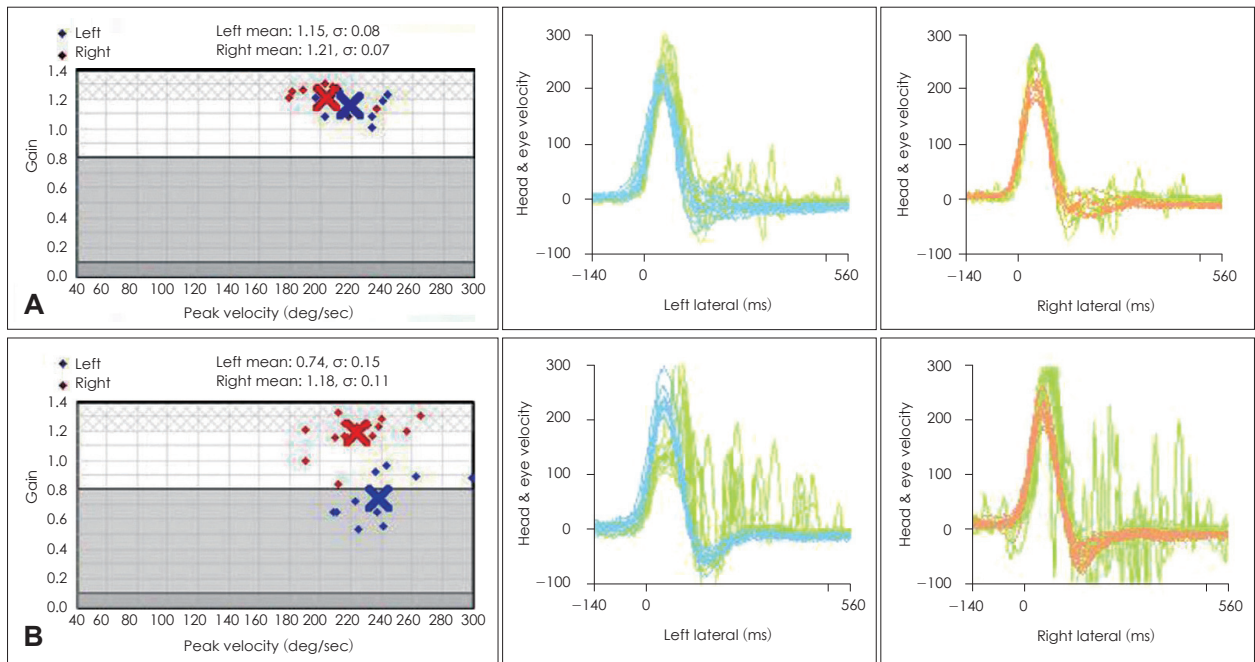 Left
Right
Left mean: 1.15, σ: 0.08
Right mean: 1.21, σ: 0.07
1.4
1.2
1.0
0.8
0.6
0.4
0.2
0.0
Gain
40 60 80 100 120 140 160 180 200 220 240 260 280 300
Peak velocity (deg/sec)
A
300
200
100
0
−100
Head & eye velocity
−140 0 560
Left lateral (ms)
300
200
100
0
−100
Head & eye velocity
−140 0 560
Right lateral (ms)
Left
Right
Left mean: 0.74, σ: 0.15
Right mean: 1.18, σ: 0.11
1.4
1.2
1.0
0.8
0.6
0.4
0.2
0.0
Gain
40 60 80 100 120 140 160 180 200 220 240 260 280 300
Peak velocity (deg/sec)
B
300
200
100
0
−100
Head & eye velocity
−140 0 560
Left lateral (ms)
300
200
100
0
−100
Head & eye velocity
−140 0 560
Right lateral (ms)